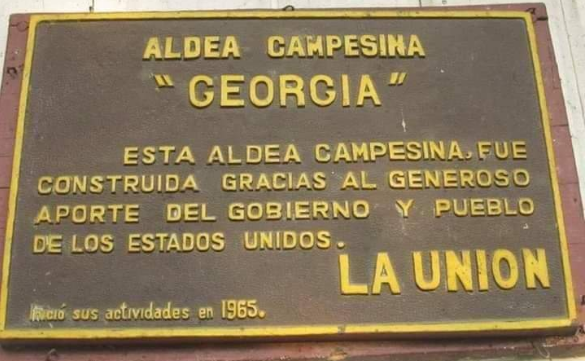 ALDEA CAMPESINA
"GEORGIA"
ESTA ALDEA CAMPESINA, FUE
CONSTRUIDA GRACIAS AL GENEROSO
APORTE DEL GOBIERNO Y PUEBLO
DE LOS ESTADOS UNIDOS.
LA UNION
Inició sus actividades en 1965.